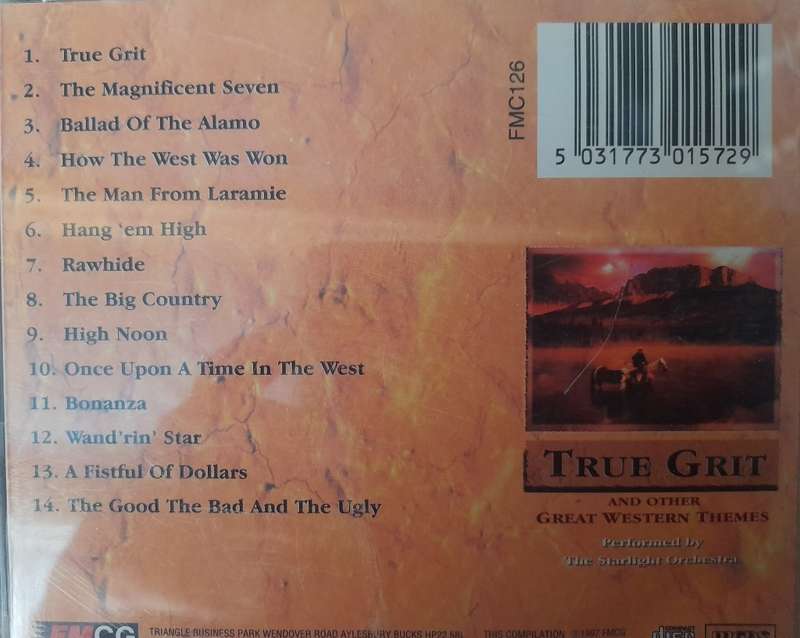 1. True Grit
2. The Magnificent Seven
3. Ballad Of The Alamo
4. How The West Was Won
5. The Man From Laramie
6. Hang 'em High
7. Rawhide
8. The Big Country
9. High Noon
10. Once Upon A Time In The West
11. Bonanza
12. Wand'rin' Star
13. A Fistful Of Dollars
14. The Good The Bad And The Ugly
FMC126
5 031773 015729
TRUE GRIT
AND OTHER
GREAT WESTERN THEMES
Performed by
The Starlight Orchestra
TRIANGLE BUSINESS PARK WENDOVER ROAD AYLESBURY BUCKS HP22 THIS COMPILATION